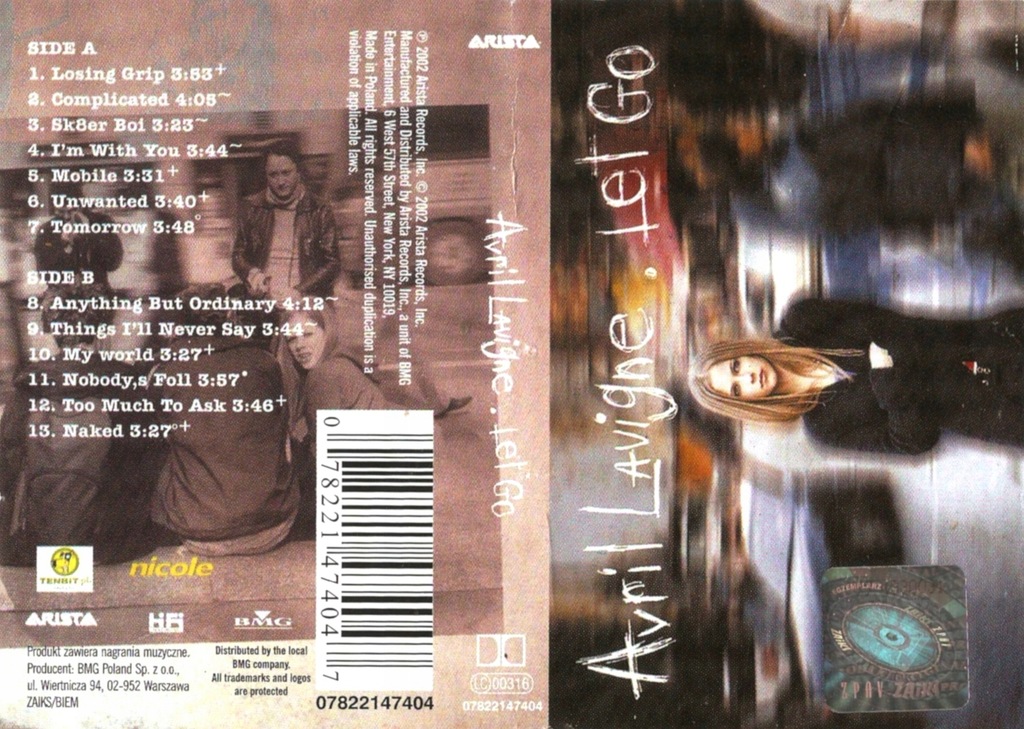 SIDE A
1. Losing Grip 3:53+
2. Complicated 4:05~
3. Sk8er Boi 3:23~
4. I'm With You 3:44~
5. Mobile 3:31+
6. Unwanted 3:40+
7. Tomorrow 3:48°
SIDE B
8. Anything But Ordinary 4:12~
9. Things I'll Never Say 3:44~
10. My world 3:27+
11. Nobody,s Foll 3:57*
12. Too Much To Ask 3:46+
13. Naked 3:27°+
TENBIT.pl
nicole
ARISTA
BMG
Produkt zawiera nagrania muzyczne.
Producent: BMG Poland Sp. z o.o.,
ul. Wiertnicza 94, 02-952 Warszawa
ZAIKS/BIEM
Distributed by the local
BMG company.
All trademarks and logos
are protected
℗ 2002 Arista Records, Inc. © 2002 Arista Records, Inc.
Manufactured and Distributed by Arista Records, Inc., a unit of BMG
Entertainment, 6 West 57th Street, New York, NY 10019,
Made in Poland. All rights reserved. Unauthorised duplication is a
violation of applicable laws.
0 78221 47404 7
07822147404
ARISTA
Avril Lavigne. Let Go
LC 00316
07822147404
Avril Lavigne. Let Go
ZPAV